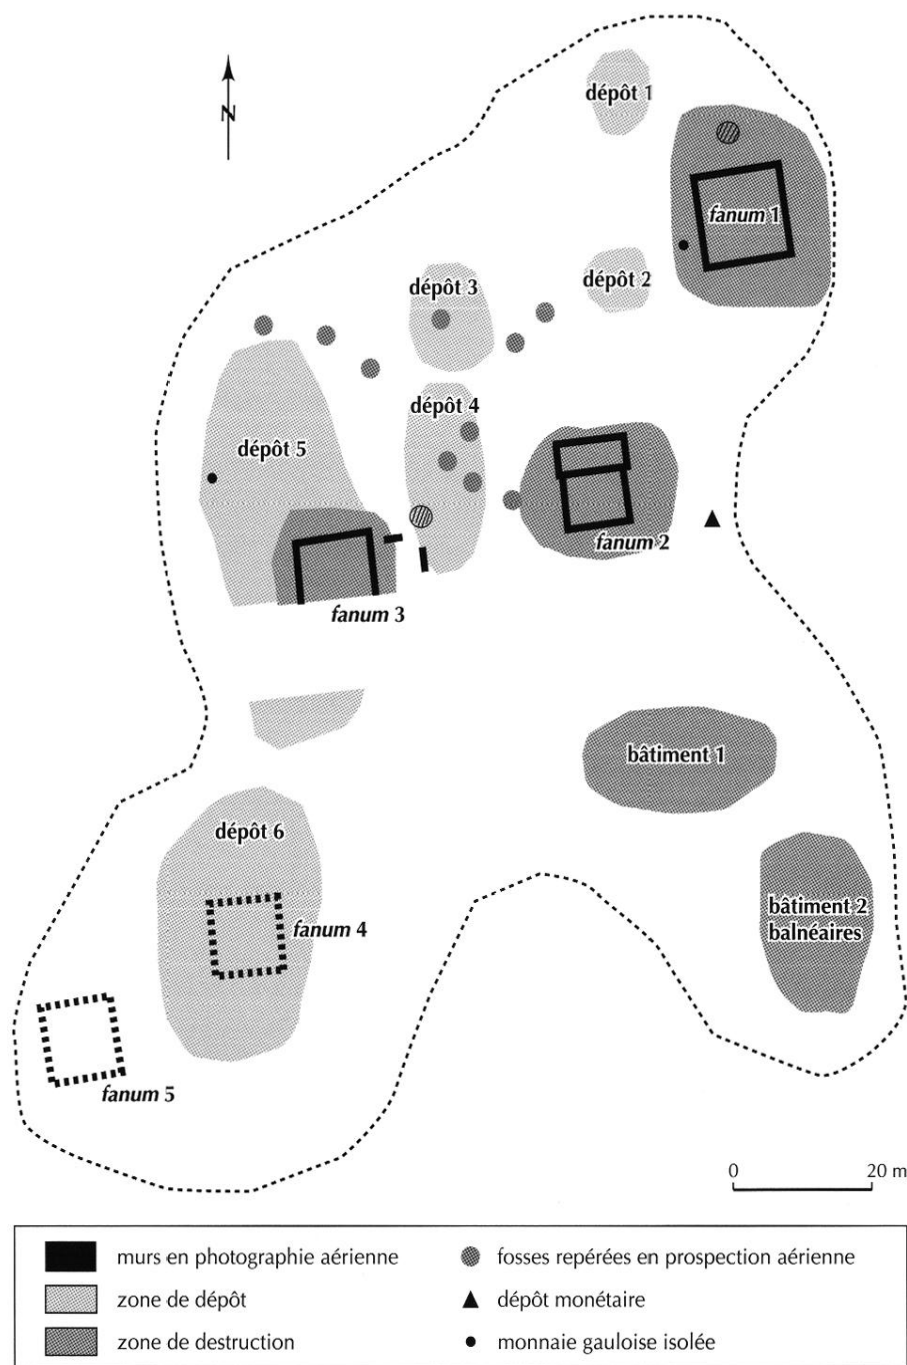 N
dépôt 1
fanum 1
dépôt 2
dépôt 3
dépôt 4
dépôt 5
fanum 2
fanum 3
bâtiment 1
dépôt 6
bâtiment 2
balnéaires
fanum 4
fanum 5
0 20 m
murs en photographie aérienne
fosses repérées en prospection aérienne
zone de dépôt
dépôt monétaire
zone de destruction
monnaie gauloise isolée